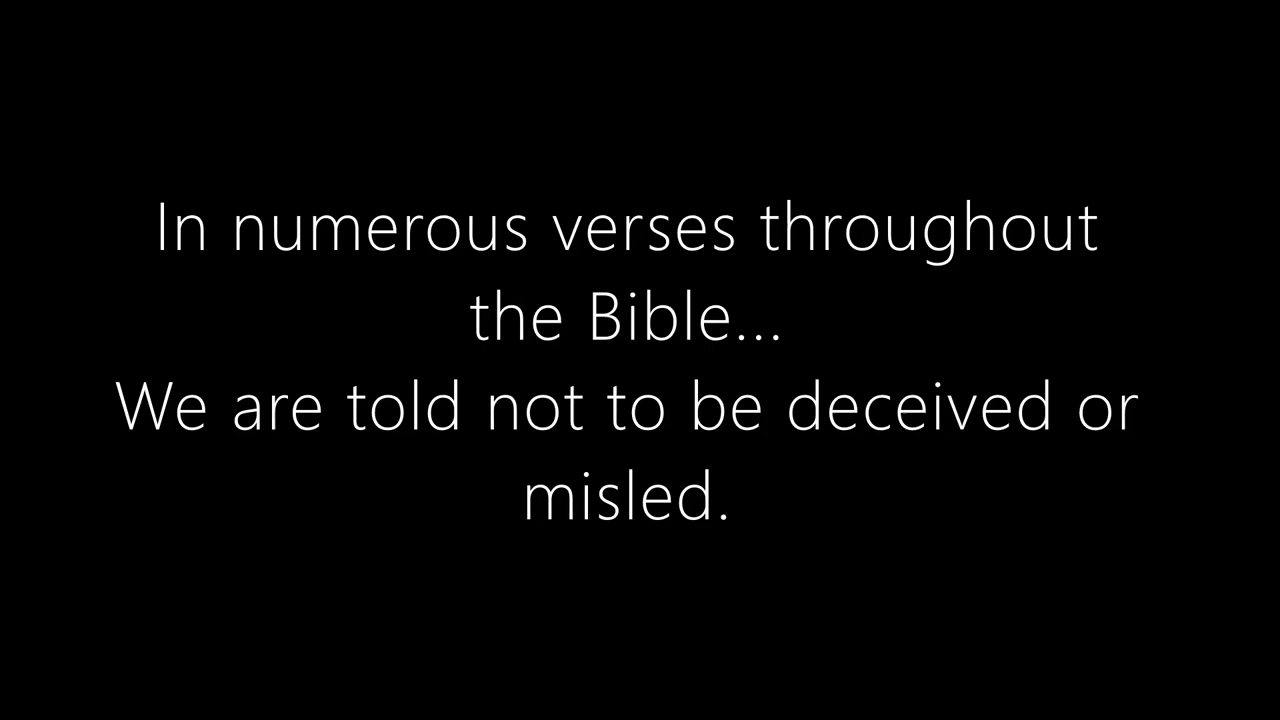 In numerous verses throughout
the Bible...
We are told not to be deceived or
misled.